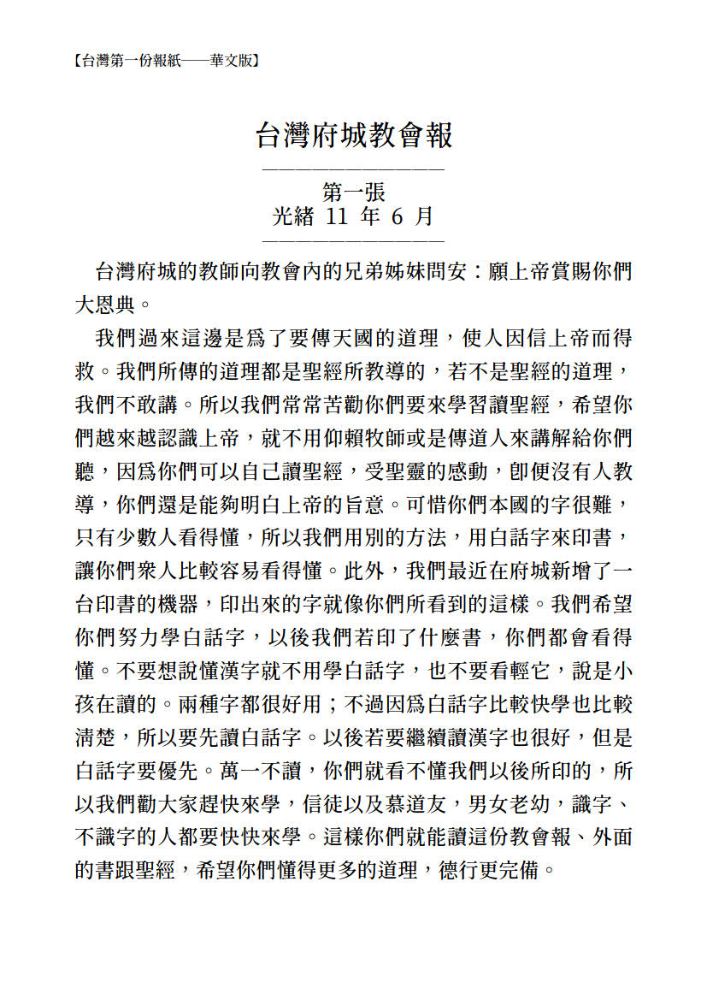 【台灣第一份報紙──華文版】
台灣府城教會報
───────────
第一張
光緒 11 年 6 月
───────────
台灣府城的教師向教會內的兄弟姊妹問安：願上帝賞賜你們
大恩典。
我們過來這邊是爲了要傳天國的道理，使人因信上帝而得
救。我們所傳的道理都是聖經所教導的，若不是聖經的道理，
我們不敢講。所以我們常常苦勸你們要來學習讀聖經，希望你
們越來越認識上帝，就不用仰賴牧師或是傳道人來講解給你們
聽，因爲你們可以自己讀聖經，受聖靈的感動，卽便沒有人教
導，你們還是能夠明白上帝的旨意。可惜你們本國的字很難，
只有少數人看得懂，所以我們用別的方法，用白話字來印書，
讓你們衆人比較容易看得懂。此外，我們最近在府城新增了一
台印書的機器，印出來的字就像你們所看到的這樣。我們希望
你們努力學白話字，以後我們若印了什麼書，你們都會看得
懂。不要想說懂漢字就不用學白話字，也不要看輕它，說是小
孩在讀的。兩種字都很好用；不過因爲白話字比較快學也比較
淸楚，所以要先讀白話字。以後若要繼續讀漢字也很好，但是
白話字要優先。萬一不讀，你們就看不懂我們以後所印的，所
以我們勸大家趕快來學，信徒以及慕道友，男女老幼，識字、
不識字的人都要快快來學。這樣你們就能讀這份教會報、外面
的書跟聖經，希望你們懂得更多的道理，德行更完備。